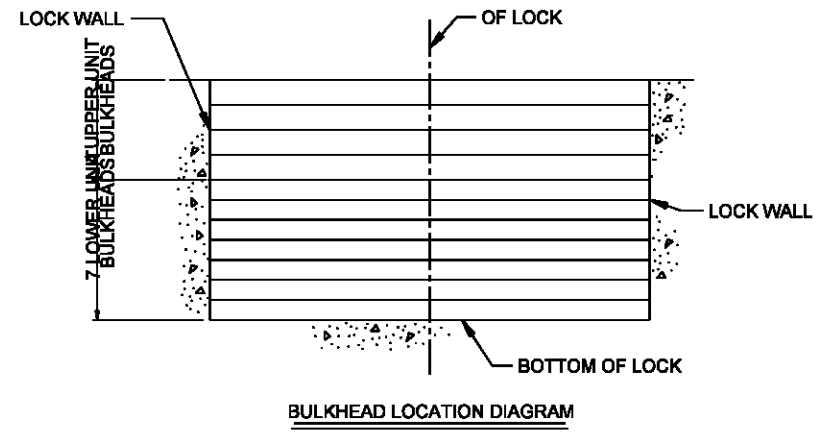 LOCK WALL
OF LOCK
UPPER UNIT
BULKHEADS
7 LOWER UNIT
BULKHEADS
LOCK WALL
BOTTOM OF LOCK
BULKHEAD LOCATION DIAGRAM